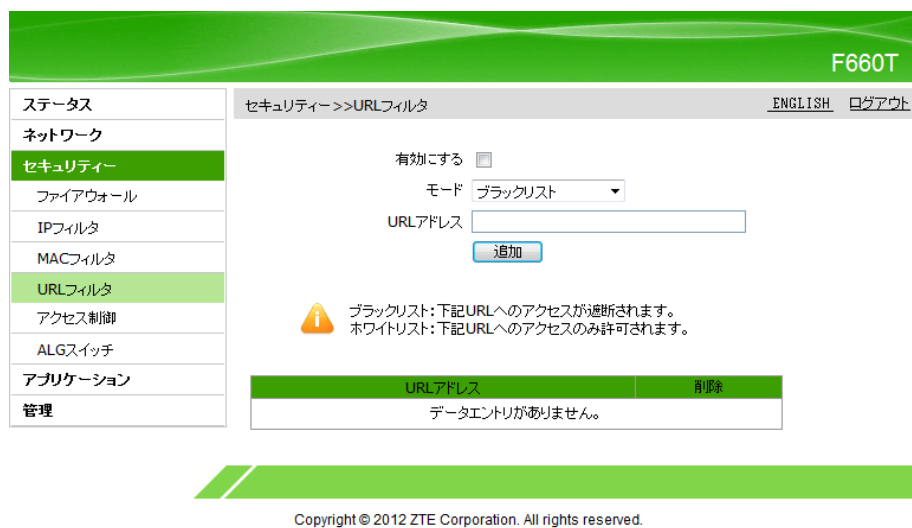 F660T
ステータス
ネットワーク
セキュリティー
ファイアウォール
IPフィルタ
MACフィルタ
URLフィルタ
アクセス制御
ALGスイッチ
アプリケーション
管理
セキュリティー>>URLフィルタ
ENGLISH ログアウト
有効にする
モード ブラックリスト
URLアドレス
追加
ブラックリスト:下記URLへのアクセスが遮断されます。
ホワイトリスト:下記URLへのアクセスのみ許可されます。
URLアドレス 削除
データエントリがありません。
Copyright © 2012 ZTE Corporation. All rights reserved.